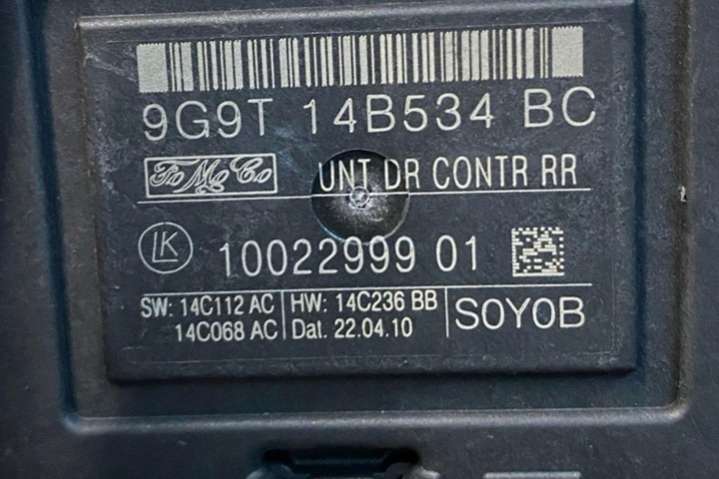 9G9T 14B534 BC
FoMoCo UNT DR CONTR RR
LK 10022999 01
SW: 14C112 AC HW: 14C236 BB S0Y0B
14C068 AC Dat. 22.04.10